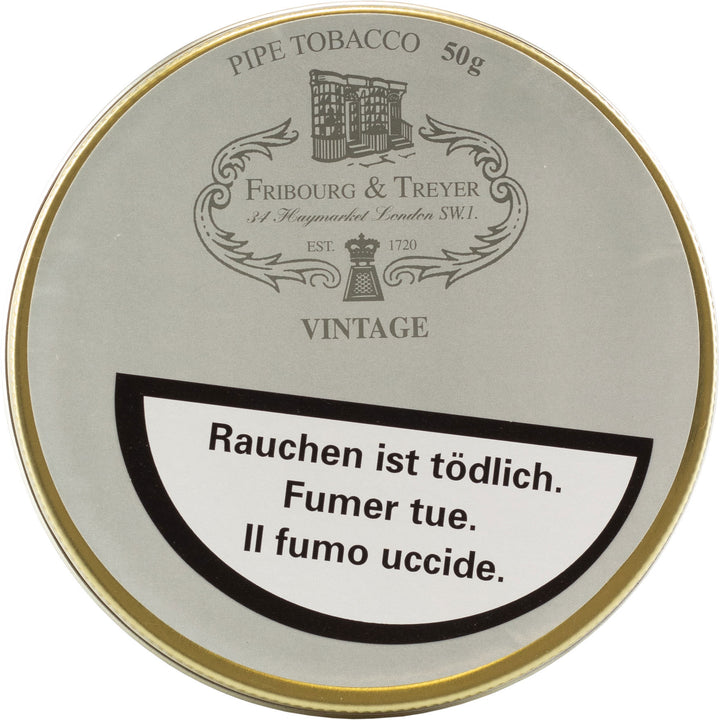 PIPE TOBACCO 50g
FRIBOURG & TREYER
34 Haymarket London SW.1.
EST. 1720
VINTAGE
Rauchen ist tödlich.
Fumer tue.
Il fumo uccide.